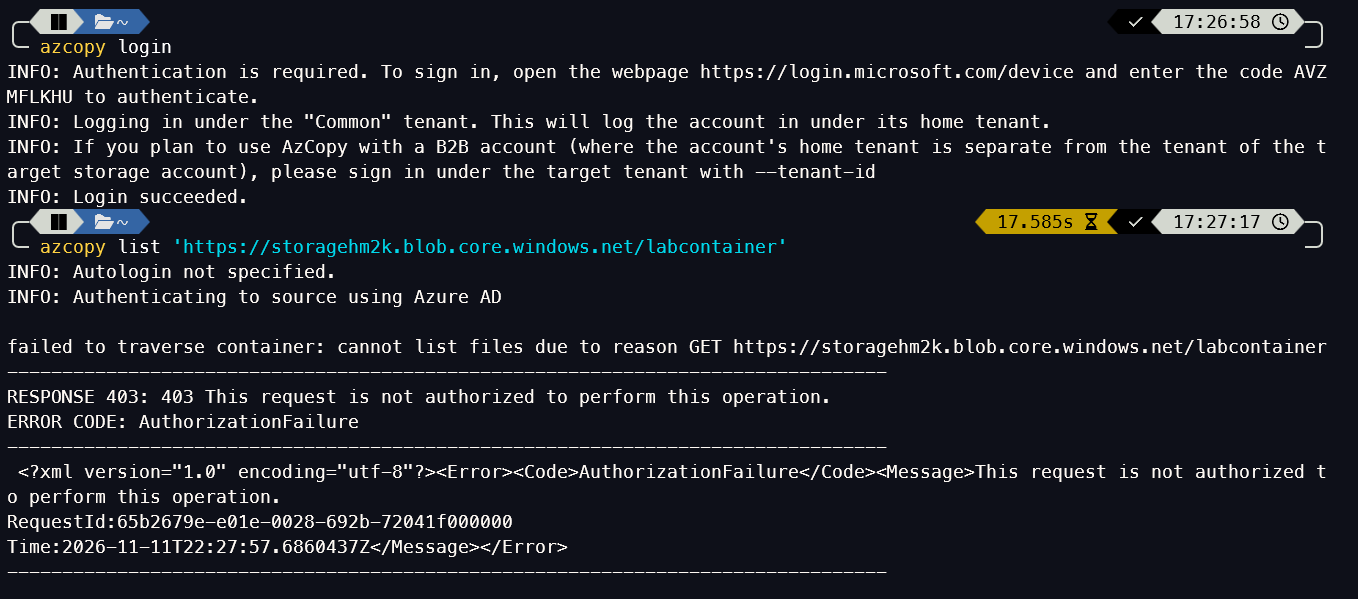 ~ 17:26:58
azcopy login
INFO: Authentication is required. To sign in, open the webpage https://login.microsoft.com/device and enter the code AVZ
MFLKHU to authenticate.
INFO: Logging in under the "Common" tenant. This will log the account in under its home tenant.
INFO: If you plan to use AzCopy with a B2B account (where the account's home tenant is separate from the tenant of the t
arget storage account), please sign in under the target tenant with --tenant-id
INFO: Login succeeded.
~ 17.585s 17:27:17
azcopy list 'https://storagehm2k.blob.core.windows.net/labcontainer'
INFO: Autologin not specified.
INFO: Authenticating to source using Azure AD
failed to traverse container: cannot list files due to reason GET https://storagehm2k.blob.core.windows.net/labcontainer
--------------------------------------------------------------------------------
RESPONSE 403: 403 This request is not authorized to perform this operation.
ERROR CODE: AuthorizationFailure
--------------------------------------------------------------------------------
<?xml version="1.0" encoding="utf-8"?><Error><Code>AuthorizationFailure</Code><Message>This request is not authorized t
o perform this operation.
RequestId:65b2679e-e01e-0028-692b-72041f000000
Time:2026-11-11T22:27:57.6860437Z</Message></Error>
--------------------------------------------------------------------------------